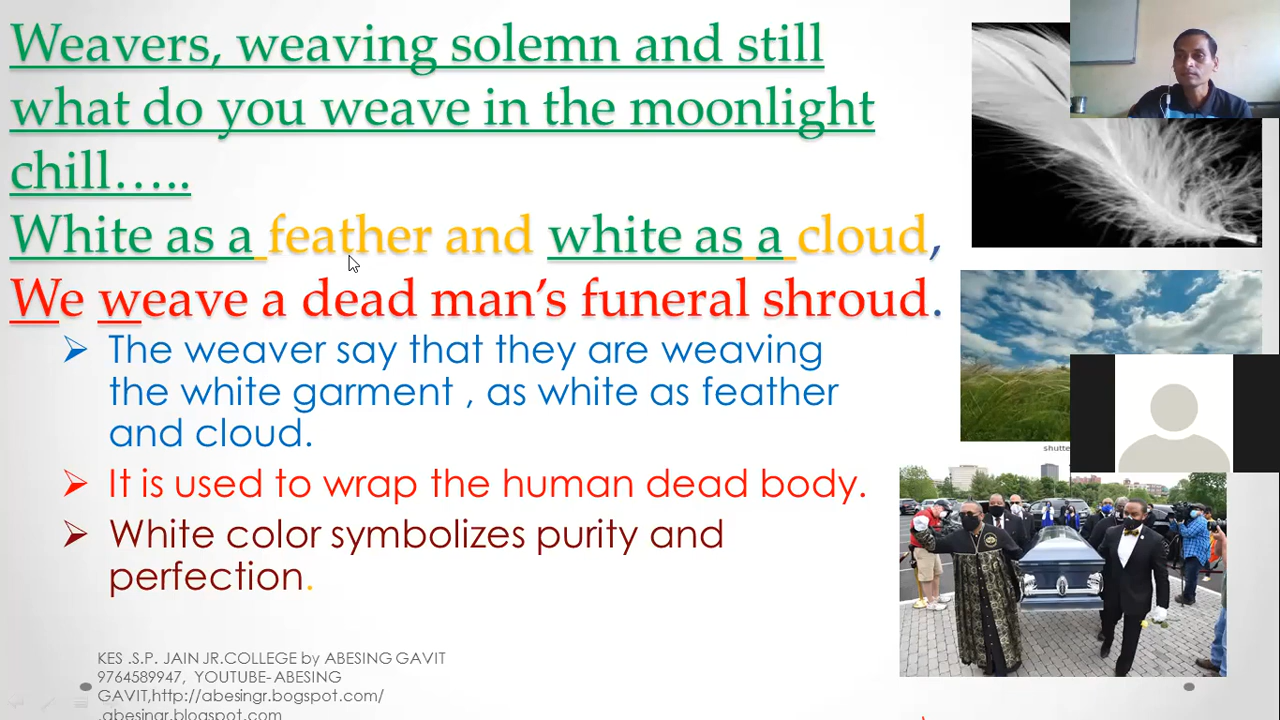 Weavers, weaving solemn and still
what do you weave in the moonlight
chill…..
White as a feather and white as a cloud,
We weave a dead man's funeral shroud.
The weaver say that they are weaving
the white garment , as white as feather
and cloud.
It is used to wrap the human dead body.
White color symbolizes purity and
perfection.
shutte
KES .S.P. JAIN JR.COLLEGE by ABESING GAVIT
9764589947, YOUTUBE- ABESING
GAVIT,http://abesingr.bogspot.com/
.abesingr.blogspot.com